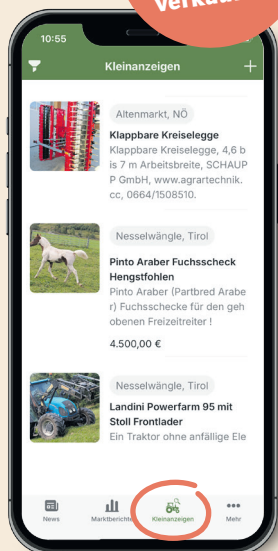 10:55
Kleinanzeigen
Altenmarkt, NÖ
Klappbare Kreiselegge
Klappbare Kreiselegge, 4,6 b
is 7 m Arbeitsbreite, SCHAUP
P GmbH, www.agrartechnik.
cc, 0664/1508510.
Nesselwängle, Tirol
Pinto Araber Fuchsscheck
Hengstfohlen
Pinto Araber (Partbred Arabe
r) Fuchsschecke für den geh
obenen Freizeitreiter !
4.500,00 €
Nesselwängle, Tirol
Landini Powerfarm 95 mit
Stoll Frontlader
Ein Traktor ohne anfällige Ele
News Marktberichte Kleinanzeigen Mehr